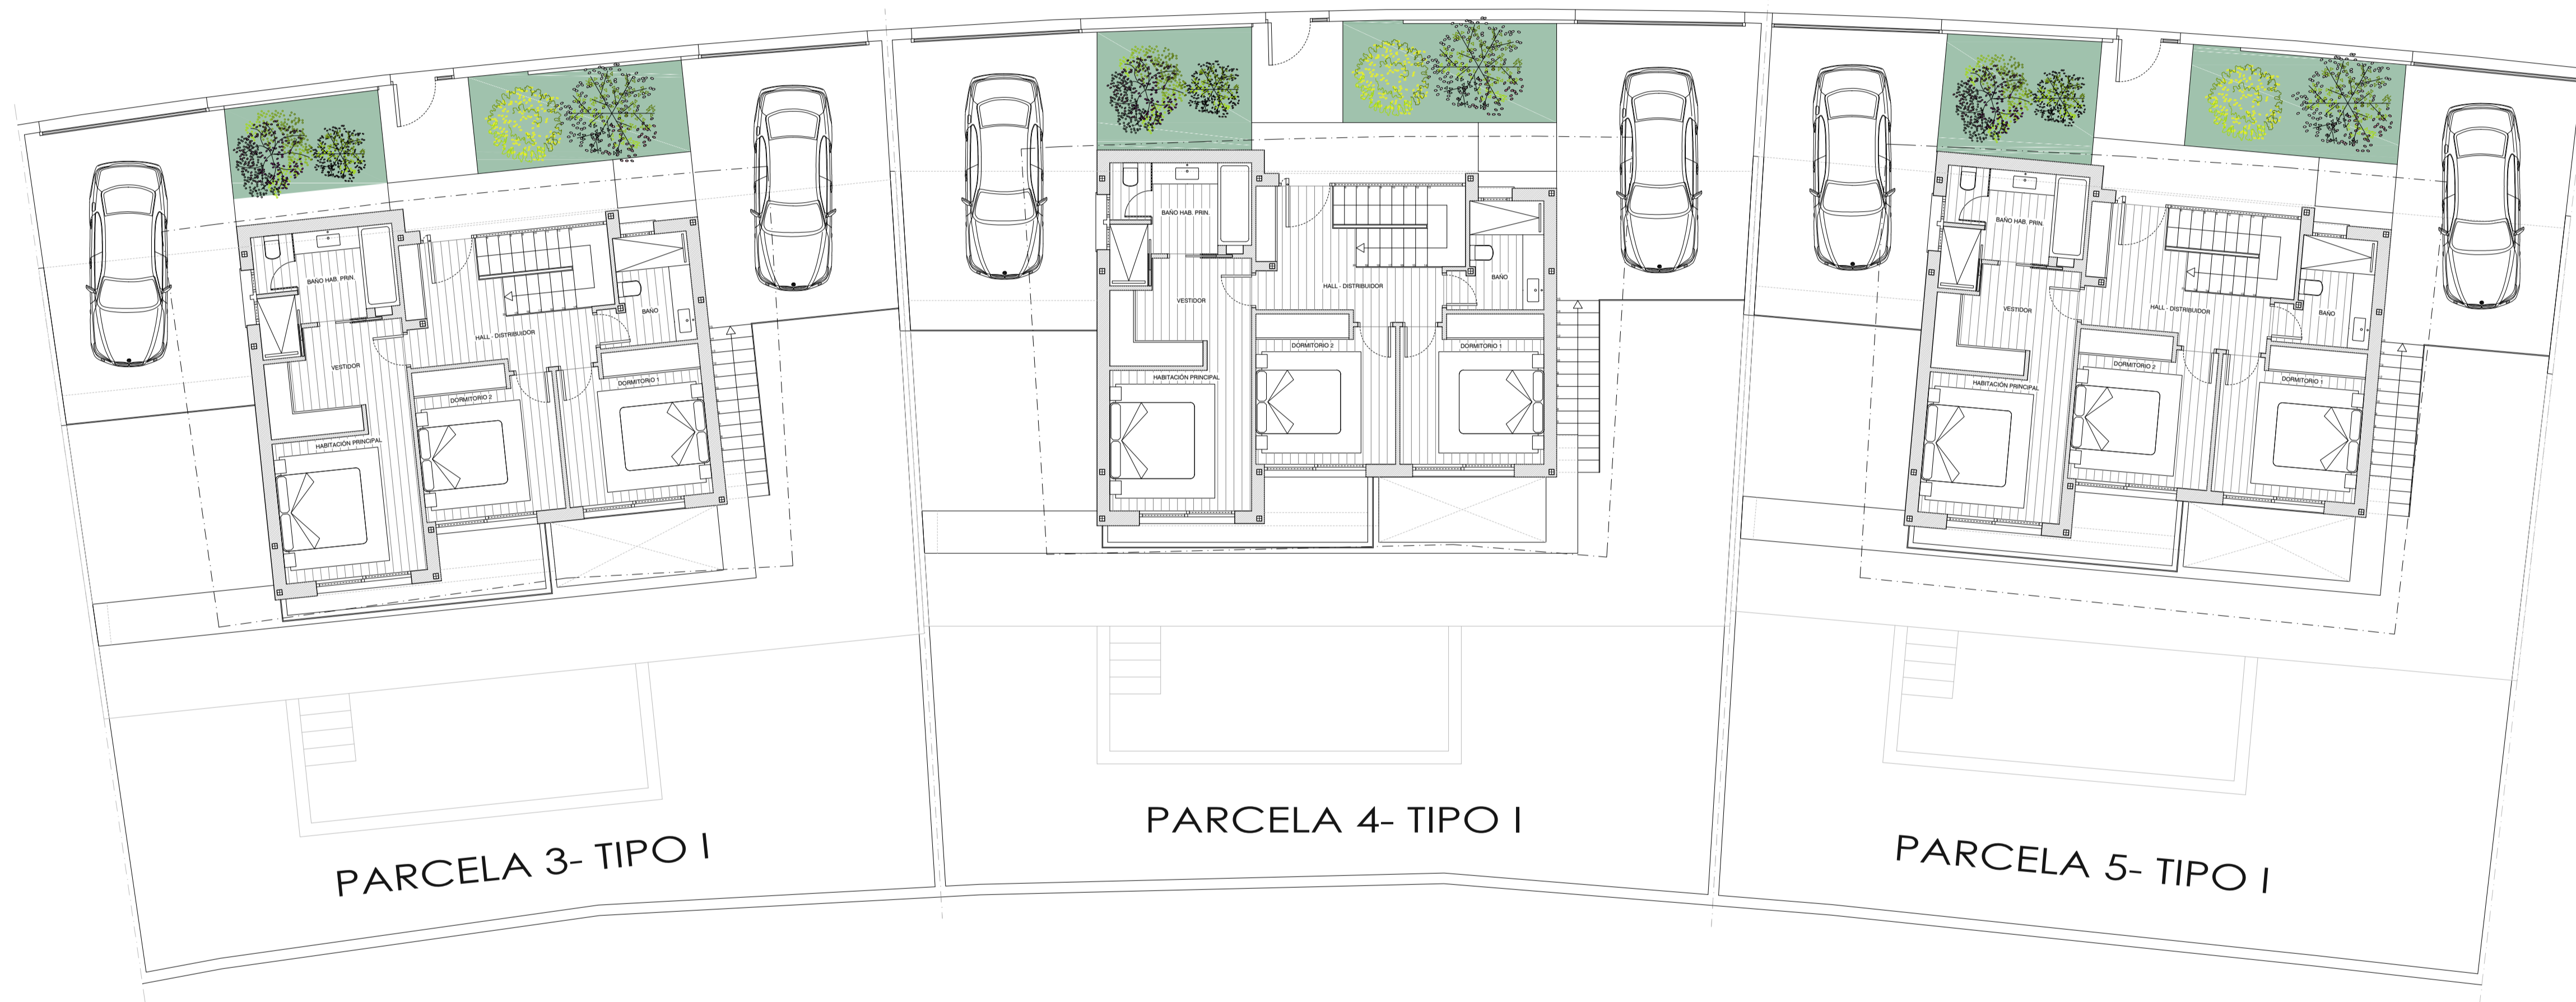 BAÑO HAB. PRIN.
BAÑO
HALL - DISTRIBUIDOR
VESTIDOR
DORMITORIO 2
DORMITORIO 1
HABITACIÓN PRINCIPAL
PARCELA 3- TIPO I
BAÑO HAB. PRIN.
BAÑO
HALL - DISTRIBUIDOR
VESTIDOR
DORMITORIO 2
DORMITORIO 1
HABITACIÓN PRINCIPAL
PARCELA 4- TIPO I
BAÑO HAB. PRIN.
BAÑO
HALL - DISTRIBUIDOR
VESTIDOR
DORMITORIO 2
DORMITORIO 1
HABITACIÓN PRINCIPAL
PARCELA 5- TIPO I